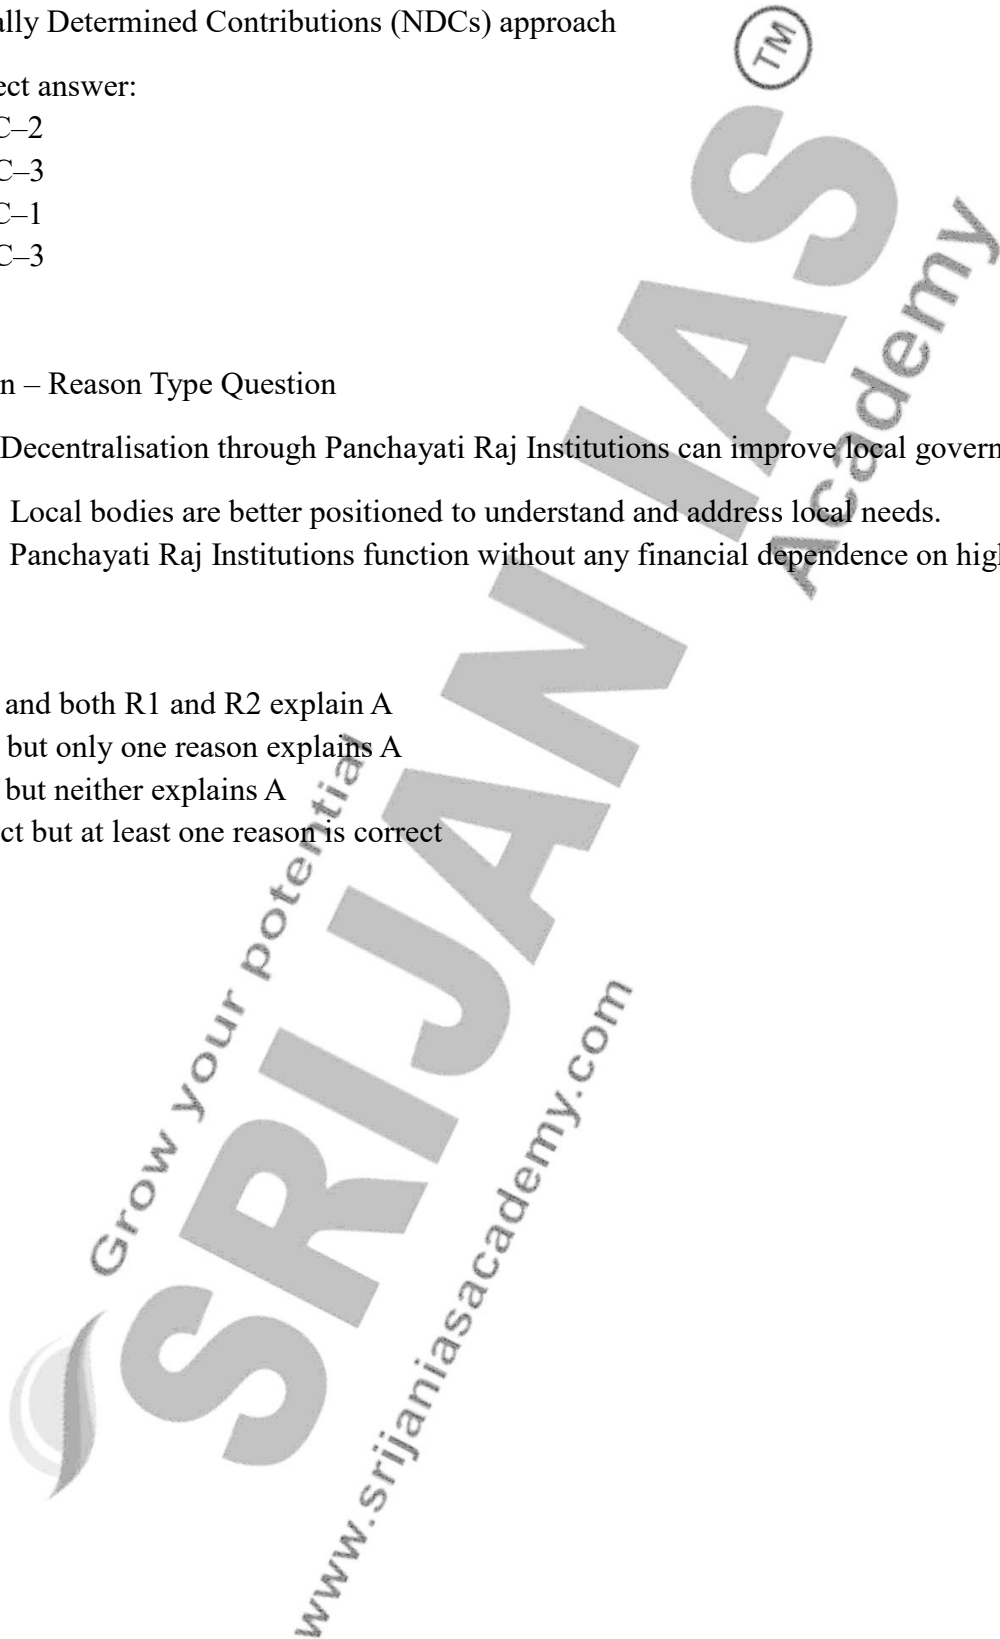 ally Determined Contributions (NDCs) approach
ect answer:
C–2
C–3
C–1
C–3
n – Reason Type Question
Decentralisation through Panchayati Raj Institutions can improve local govern
Local bodies are better positioned to understand and address local needs.
Panchayati Raj Institutions function without any financial dependence on high
and both R1 and R2 explain A
but only one reason explains A
but neither explains A
ct but at least one reason is correct
Grow your potential
SRIJAN IAS
Academy
TM
www.srijaniasacademy.com